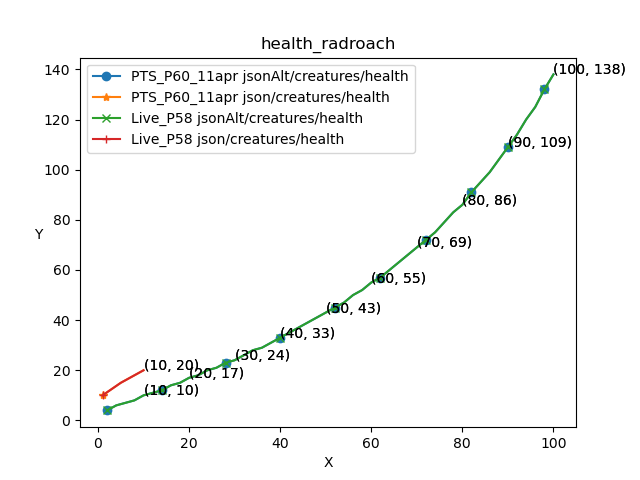 health_radroach
PTS_P60_11apr jsonAlt/creatures/health
PTS_P60_11apr json/creatures/health
Live_P58 jsonAlt/creatures/health
Live_P58 json/creatures/health
(100, 138)
(90, 109)
(80, 86)
(70, 69)
(60, 55)
(50, 43)
(40, 33)
(30, 24)
(20, 17)
(10, 20)
(10, 10)
140
120
100
80
60
40
20
0
Y
0 20 40 60 80 100
X